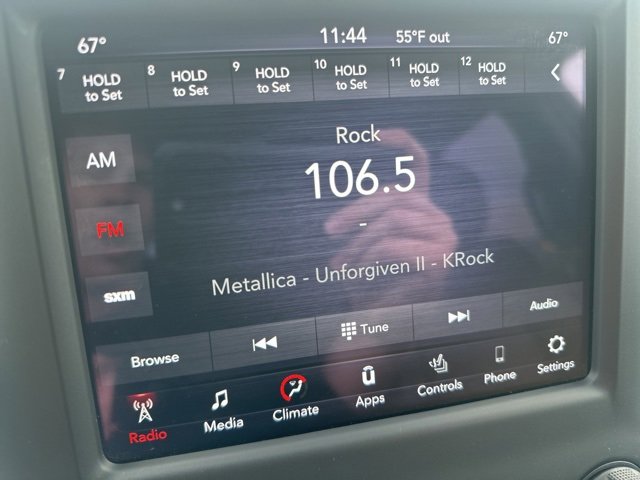 67° 11:44 55°F out 67°
7 HOLD to Set 8 HOLD to Set 9 HOLD to Set 10 HOLD to Set 11 HOLD to Set 12 HOLD to Set
Rock
AM
106.5
FM
-
Metallica - Unforgiven II - KRock
sxm
Browse Tune Audio
Radio Media Climate Apps Controls Phone Settings